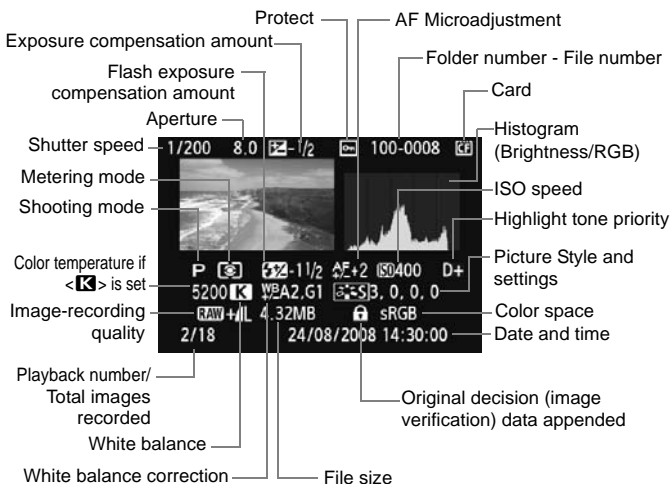 Protect
AF Microadjustment
Exposure compensation amount
Folder number - File number
Flash exposure
compensation amount
Card
Aperture
Histogram
(Brightness/RGB)
Shutter speed
1/200 8.0 -1/2 100-0008 CF
Metering mode
ISO speed
Shooting mode
Highlight tone priority
P -1 1/2 AF+2 ISO400 D+
Picture Style and
settings
Color temperature if
<K> is set
5200 K WB A2,G1 S3, 0, 0, 0
Image-recording
quality
RAW+L 4.32MB sRGB
Color space
2/18 24/08/2008 14:30:00
Date and time
Playback number/
Total images
recorded
Original decision (image
verification) data appended
White balance
White balance correction
File size